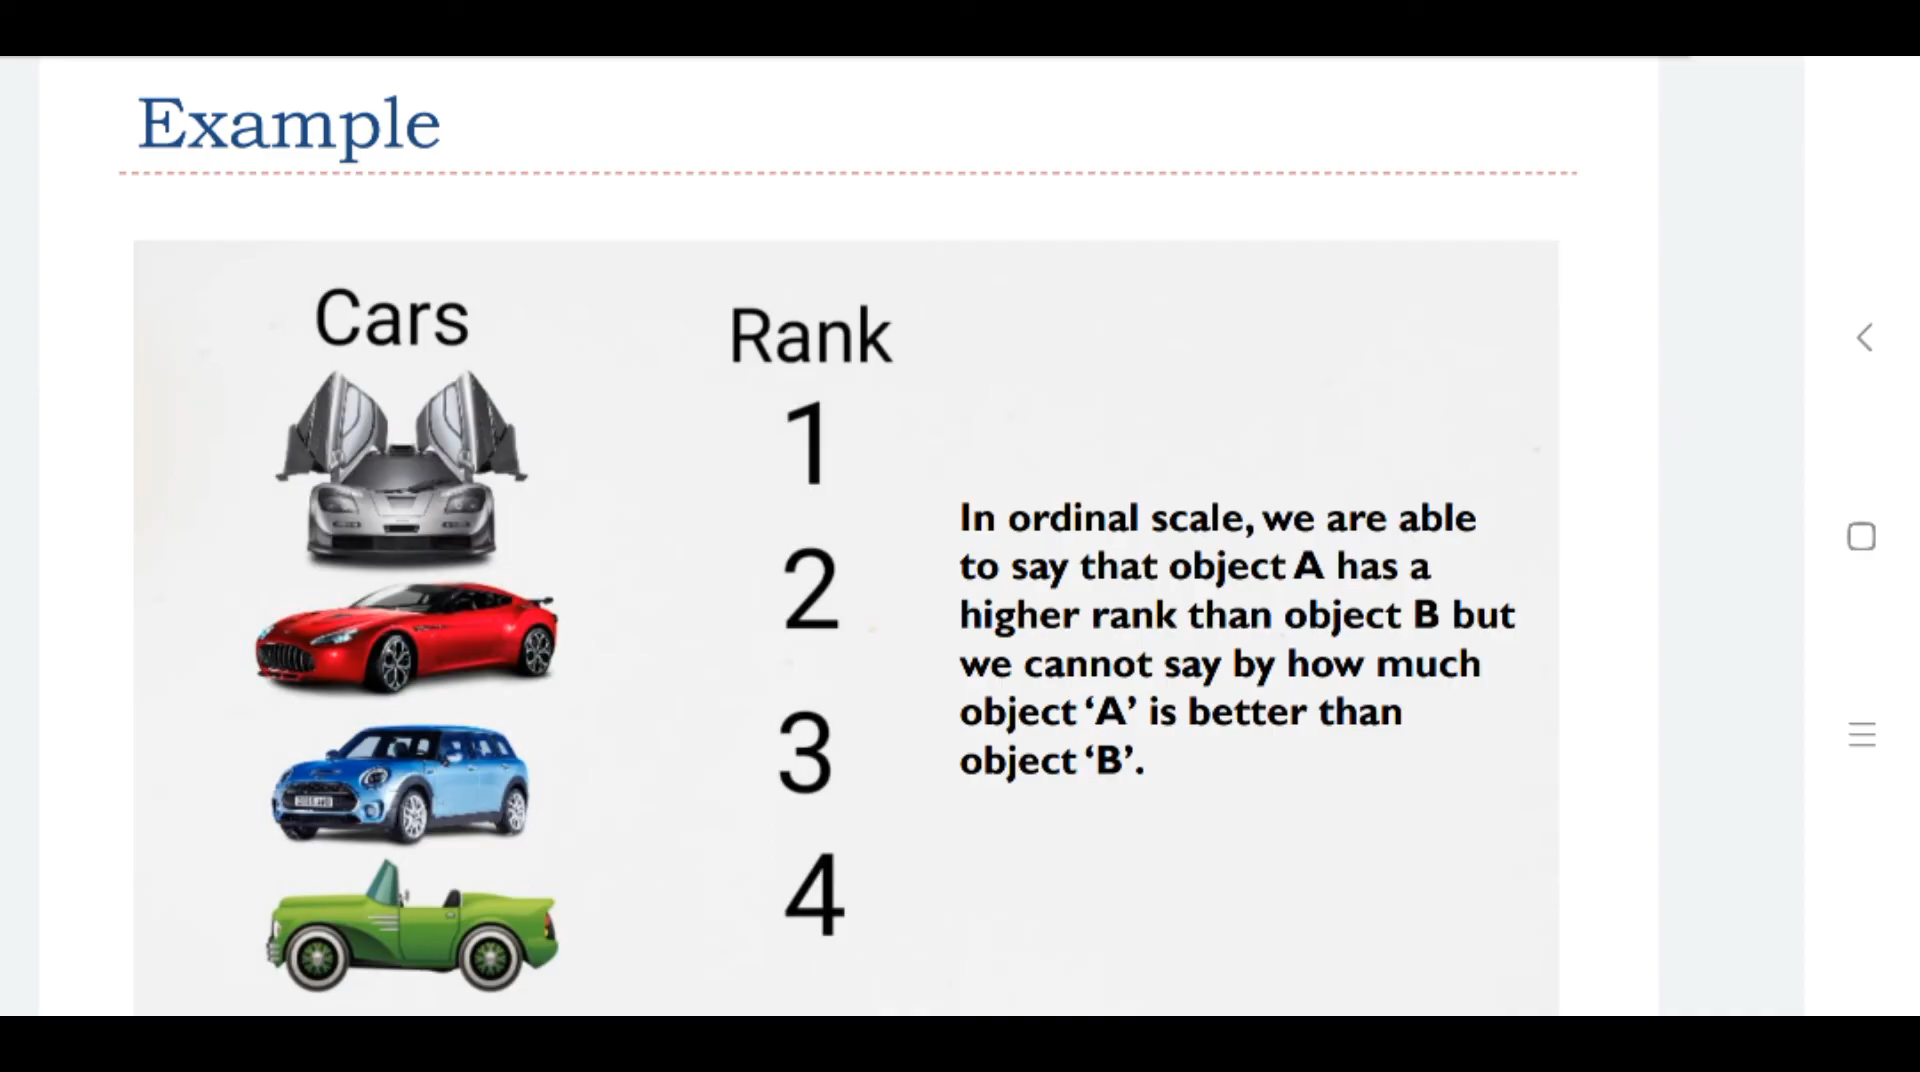 Example
Cars
Rank
1
2
3
4
In ordinal scale, we are able
to say that object A has a
higher rank than object B but
we cannot say by how much
object ‘A’ is better than
object ‘B’.